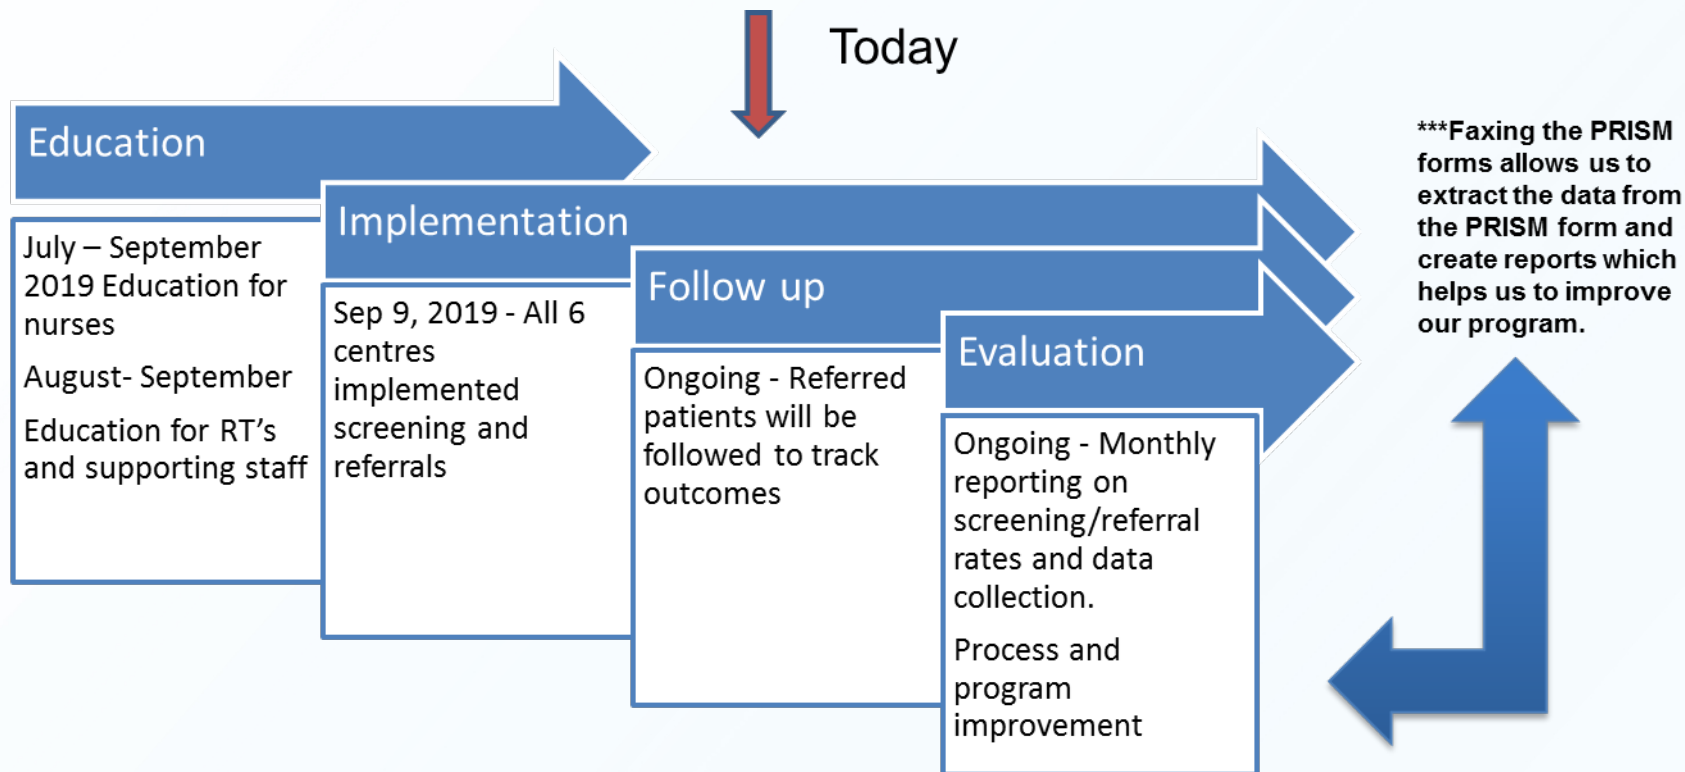 Today
Education
July – September
2019 Education for
nurses
August- September
Education for RT's
and supporting staff
Implementation
Sep 9, 2019 - All 6
centres
implemented
screening and
referrals
Follow up
Ongoing - Referred
patients will be
followed to track
outcomes
Evaluation
Ongoing - Monthly
reporting on
screening/referral
rates and data
collection.
Process and
program
improvement
***Faxing the PRISM
forms allows us to
extract the data from
the PRISM form and
create reports which
helps us to improve
our program.